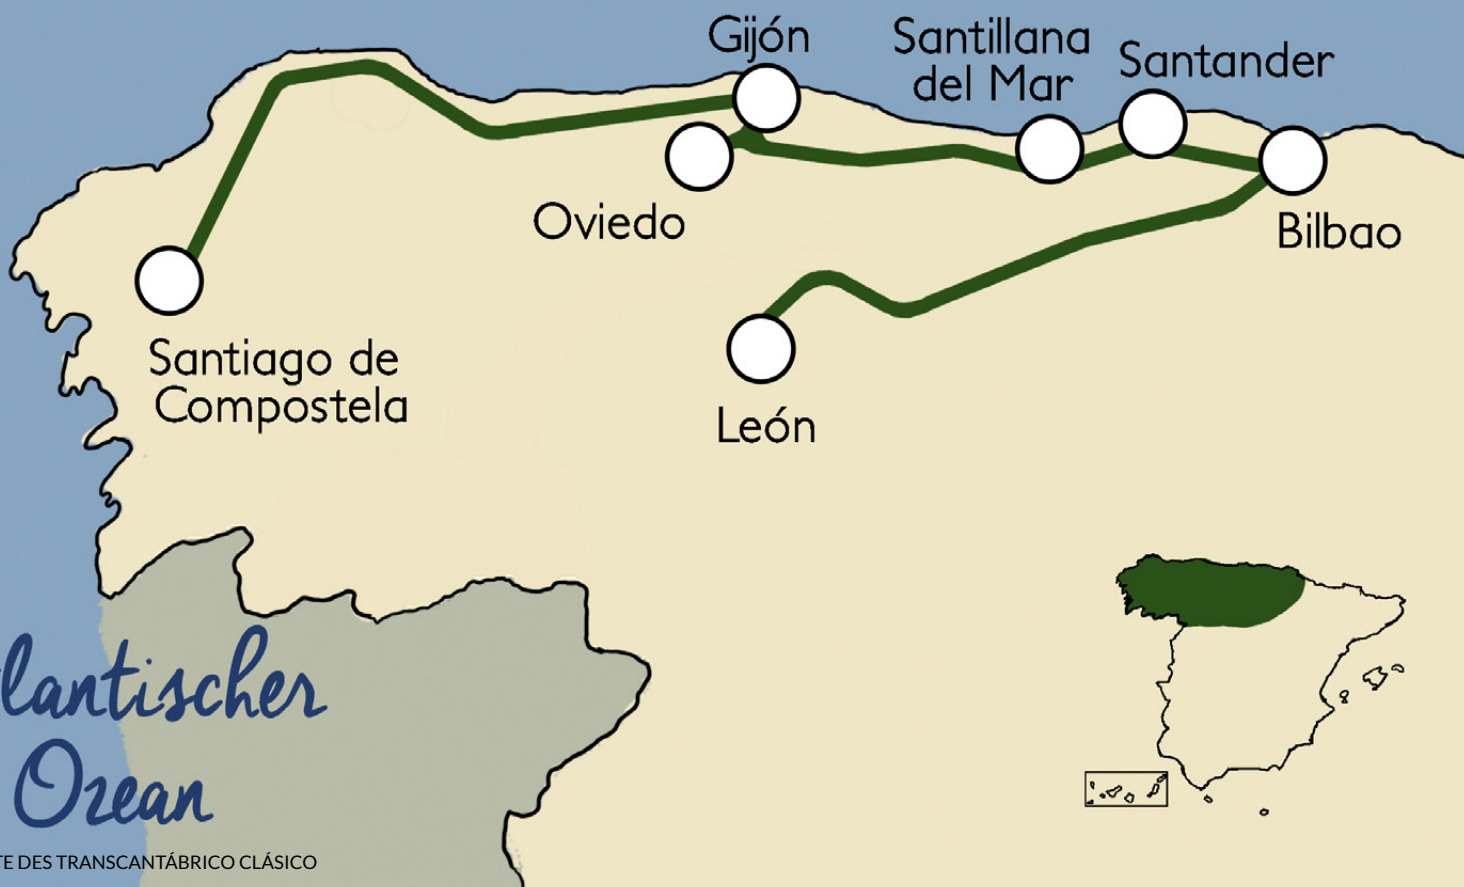 Gijón
Santillana
del Mar
Santander
Oviedo
Bilbao
Santiago de
Compostela
León
lantischer
Ozean
TE DES TRANSCANTÁBRICO CLÁSICO